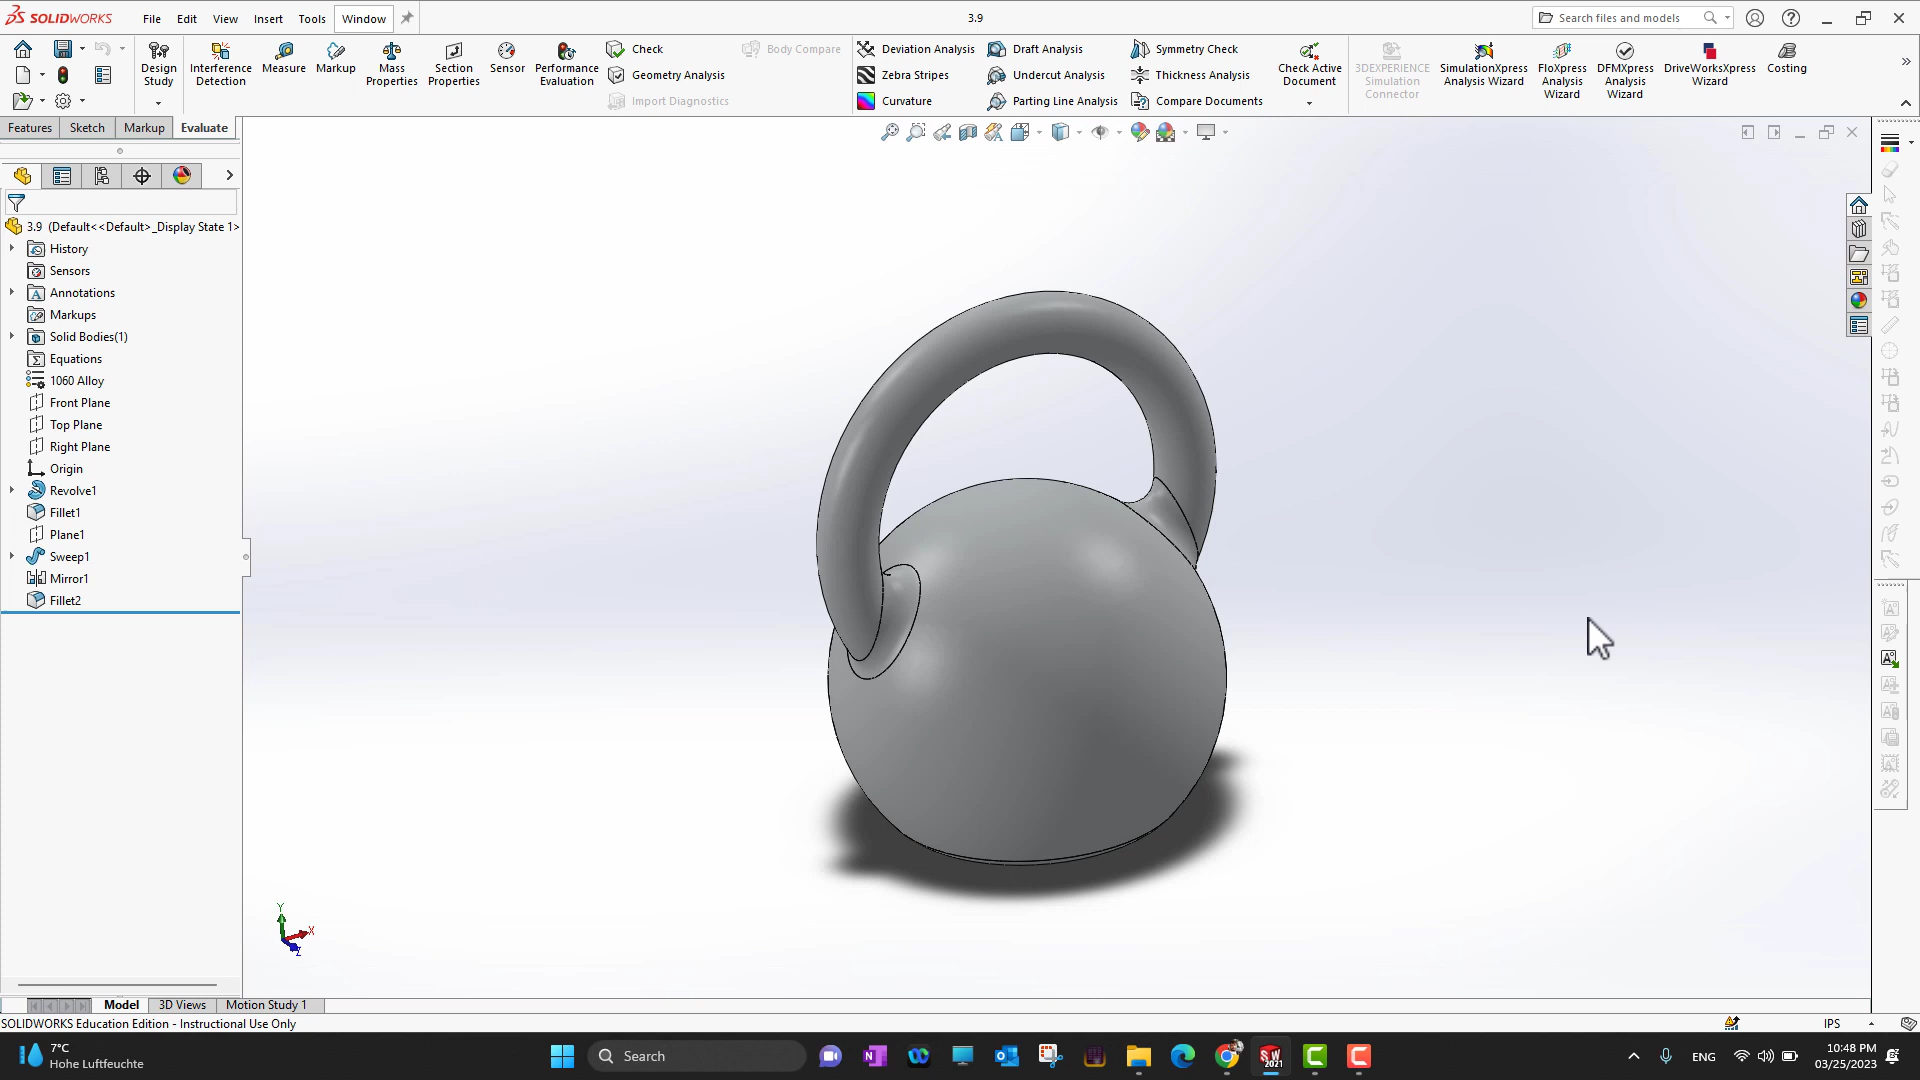 SOLIDWORKS File Edit View Insert Tools Window 3.9 Search files and models
Design Study
Interference Detection
Measure
Markup
Mass Properties
Section Properties
Sensor
Performance Evaluation
Check
Geometry Analysis
Import Diagnostics
Body Compare
Deviation Analysis
Zebra Stripes
Curvature
Draft Analysis
Undercut Analysis
Parting Line Analysis
Symmetry Check
Thickness Analysis
Compare Documents
Check Active Document
3DEXPERIENCE Simulation Connector
SimulationXpress Analysis Wizard
FloXpress Analysis Wizard
DFMXpress Analysis Wizard
DriveWorksXpress Wizard
Costing
Features Sketch Markup Evaluate
3.9 (Default<<Default>_Display State 1>
History
Sensors
Annotations
Markups
Solid Bodies(1)
Equations
1060 Alloy
Front Plane
Top Plane
Right Plane
Origin
Revolve1
Fillet1
Plane1
Sweep1
Mirror1
Fillet2
Y
X
Z
Model 3D Views Motion Study 1
SOLIDWORKS Education Edition - Instructional Use Only IPS
7°C
Hohe Luftfeuchte
Search
ENG
10:48 PM
03/25/2023